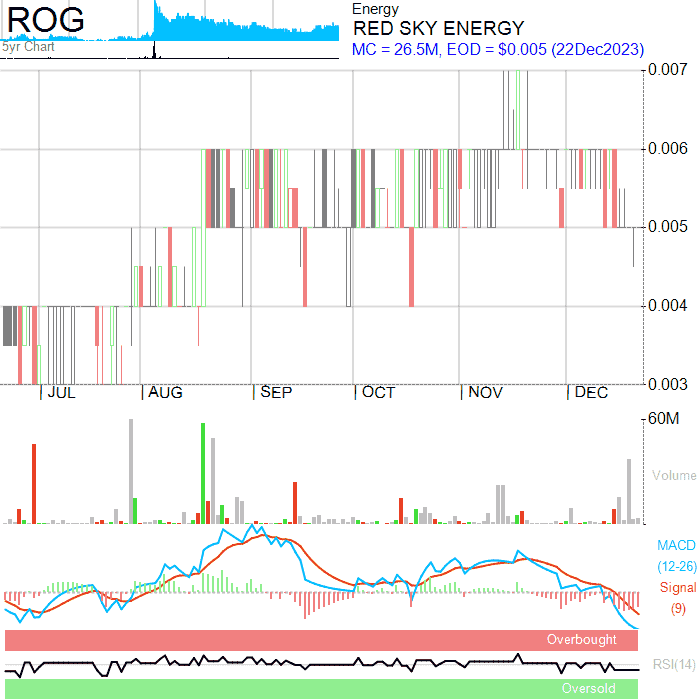 ROG
5yr Chart
Energy
RED SKY ENERGY
MC = 26.5M, EOD = $0.005 (22Dec2023)
0.007
0.006
0.005
0.004
0.003
JUL AUG SEP OCT NOV DEC
60M
Volume
MACD
(12-26)
Signal
(9)
Overbought
RSI(14)
Oversold